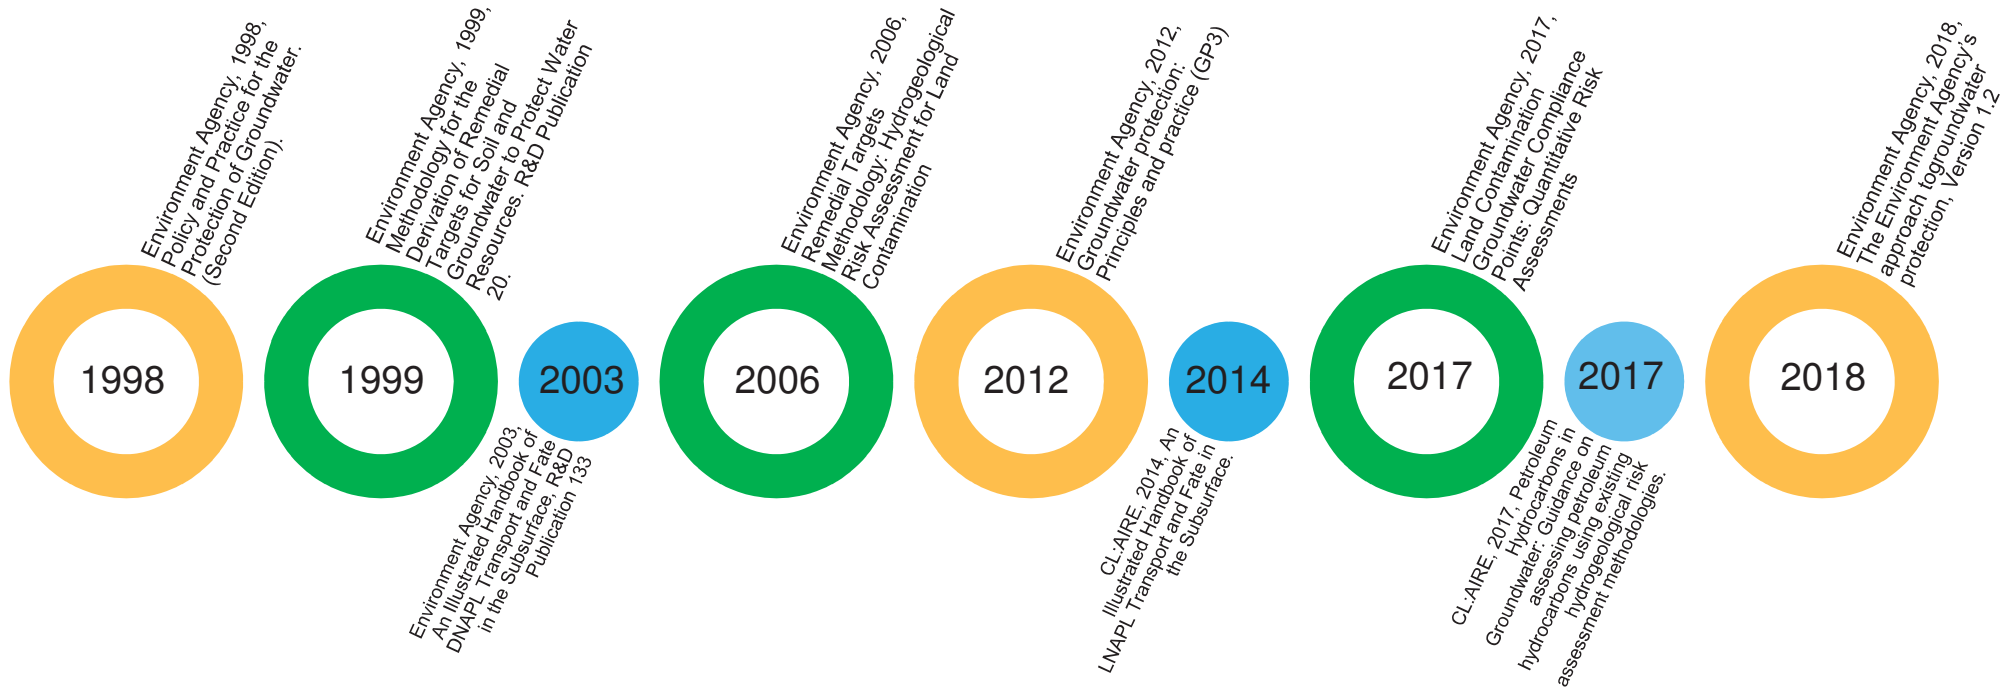 Environment Agency, 1998,
Policy and Practice for the
Protection of Groundwater.
(Second Edition).
1998
Environment Agency, 1999,
Methodology for the
Derivation of Remedial
Targets for Soil and
Groundwater to Protect Water
Resources. R&D Publication
20.
1999
2003
Environment Agency, 2003,
An Illustrated Handbook of
DNAPL Transport and Fate
in the Subsurface, R&D
Publication 133
Environment Agency, 2006,
Remedial Targets
Methodology: Hydrogeological
Risk Assessment for Land
Contamination
2006
Environment Agency, 2012,
Groundwater protection:
Principles and practice (GP3)
2012
2014
CL:AIRE, 2014, An
Illustrated Handbook of
LNAPL Transport and Fate in
the Subsurface.
Environment Agency, 2017,
Land Contamination
Groundwater Compliance
Points: Quantitative Risk
Assessments
2017
2017
CL:AIRE, 2017, Petroleum
Hydrocarbons in
Groundwater: Guidance on
assessing petroleum
hydrocarbons using existing
hydrogeological risk
assessment methodologies.
Environment Agency, 2018,
The Environment Agency's
approach togroundwater
protection, Version 1.2
2018